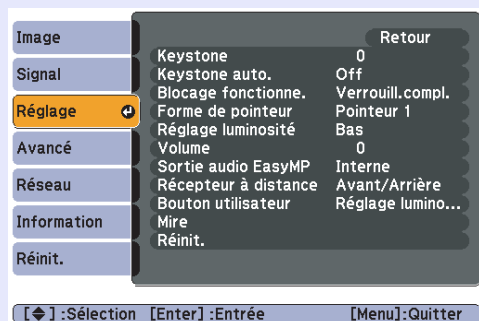 Image
Signal
Réglage
Avancé
Réseau
Information
Réinit.
Retour
Keystone 0
Keystone auto. Off
Blocage fonctionne. Verrouill.compl.
Forme de pointeur Pointeur 1
Réglage luminosité Bas
Volume 0
Sortie audio EasyMP Interne
Récepteur à distance Avant/Arrière
Bouton utilisateur Réglage lumino...
Mire
Réinit.
[ ] :Sélection [Enter] :Entrée [Menu]:Quitter